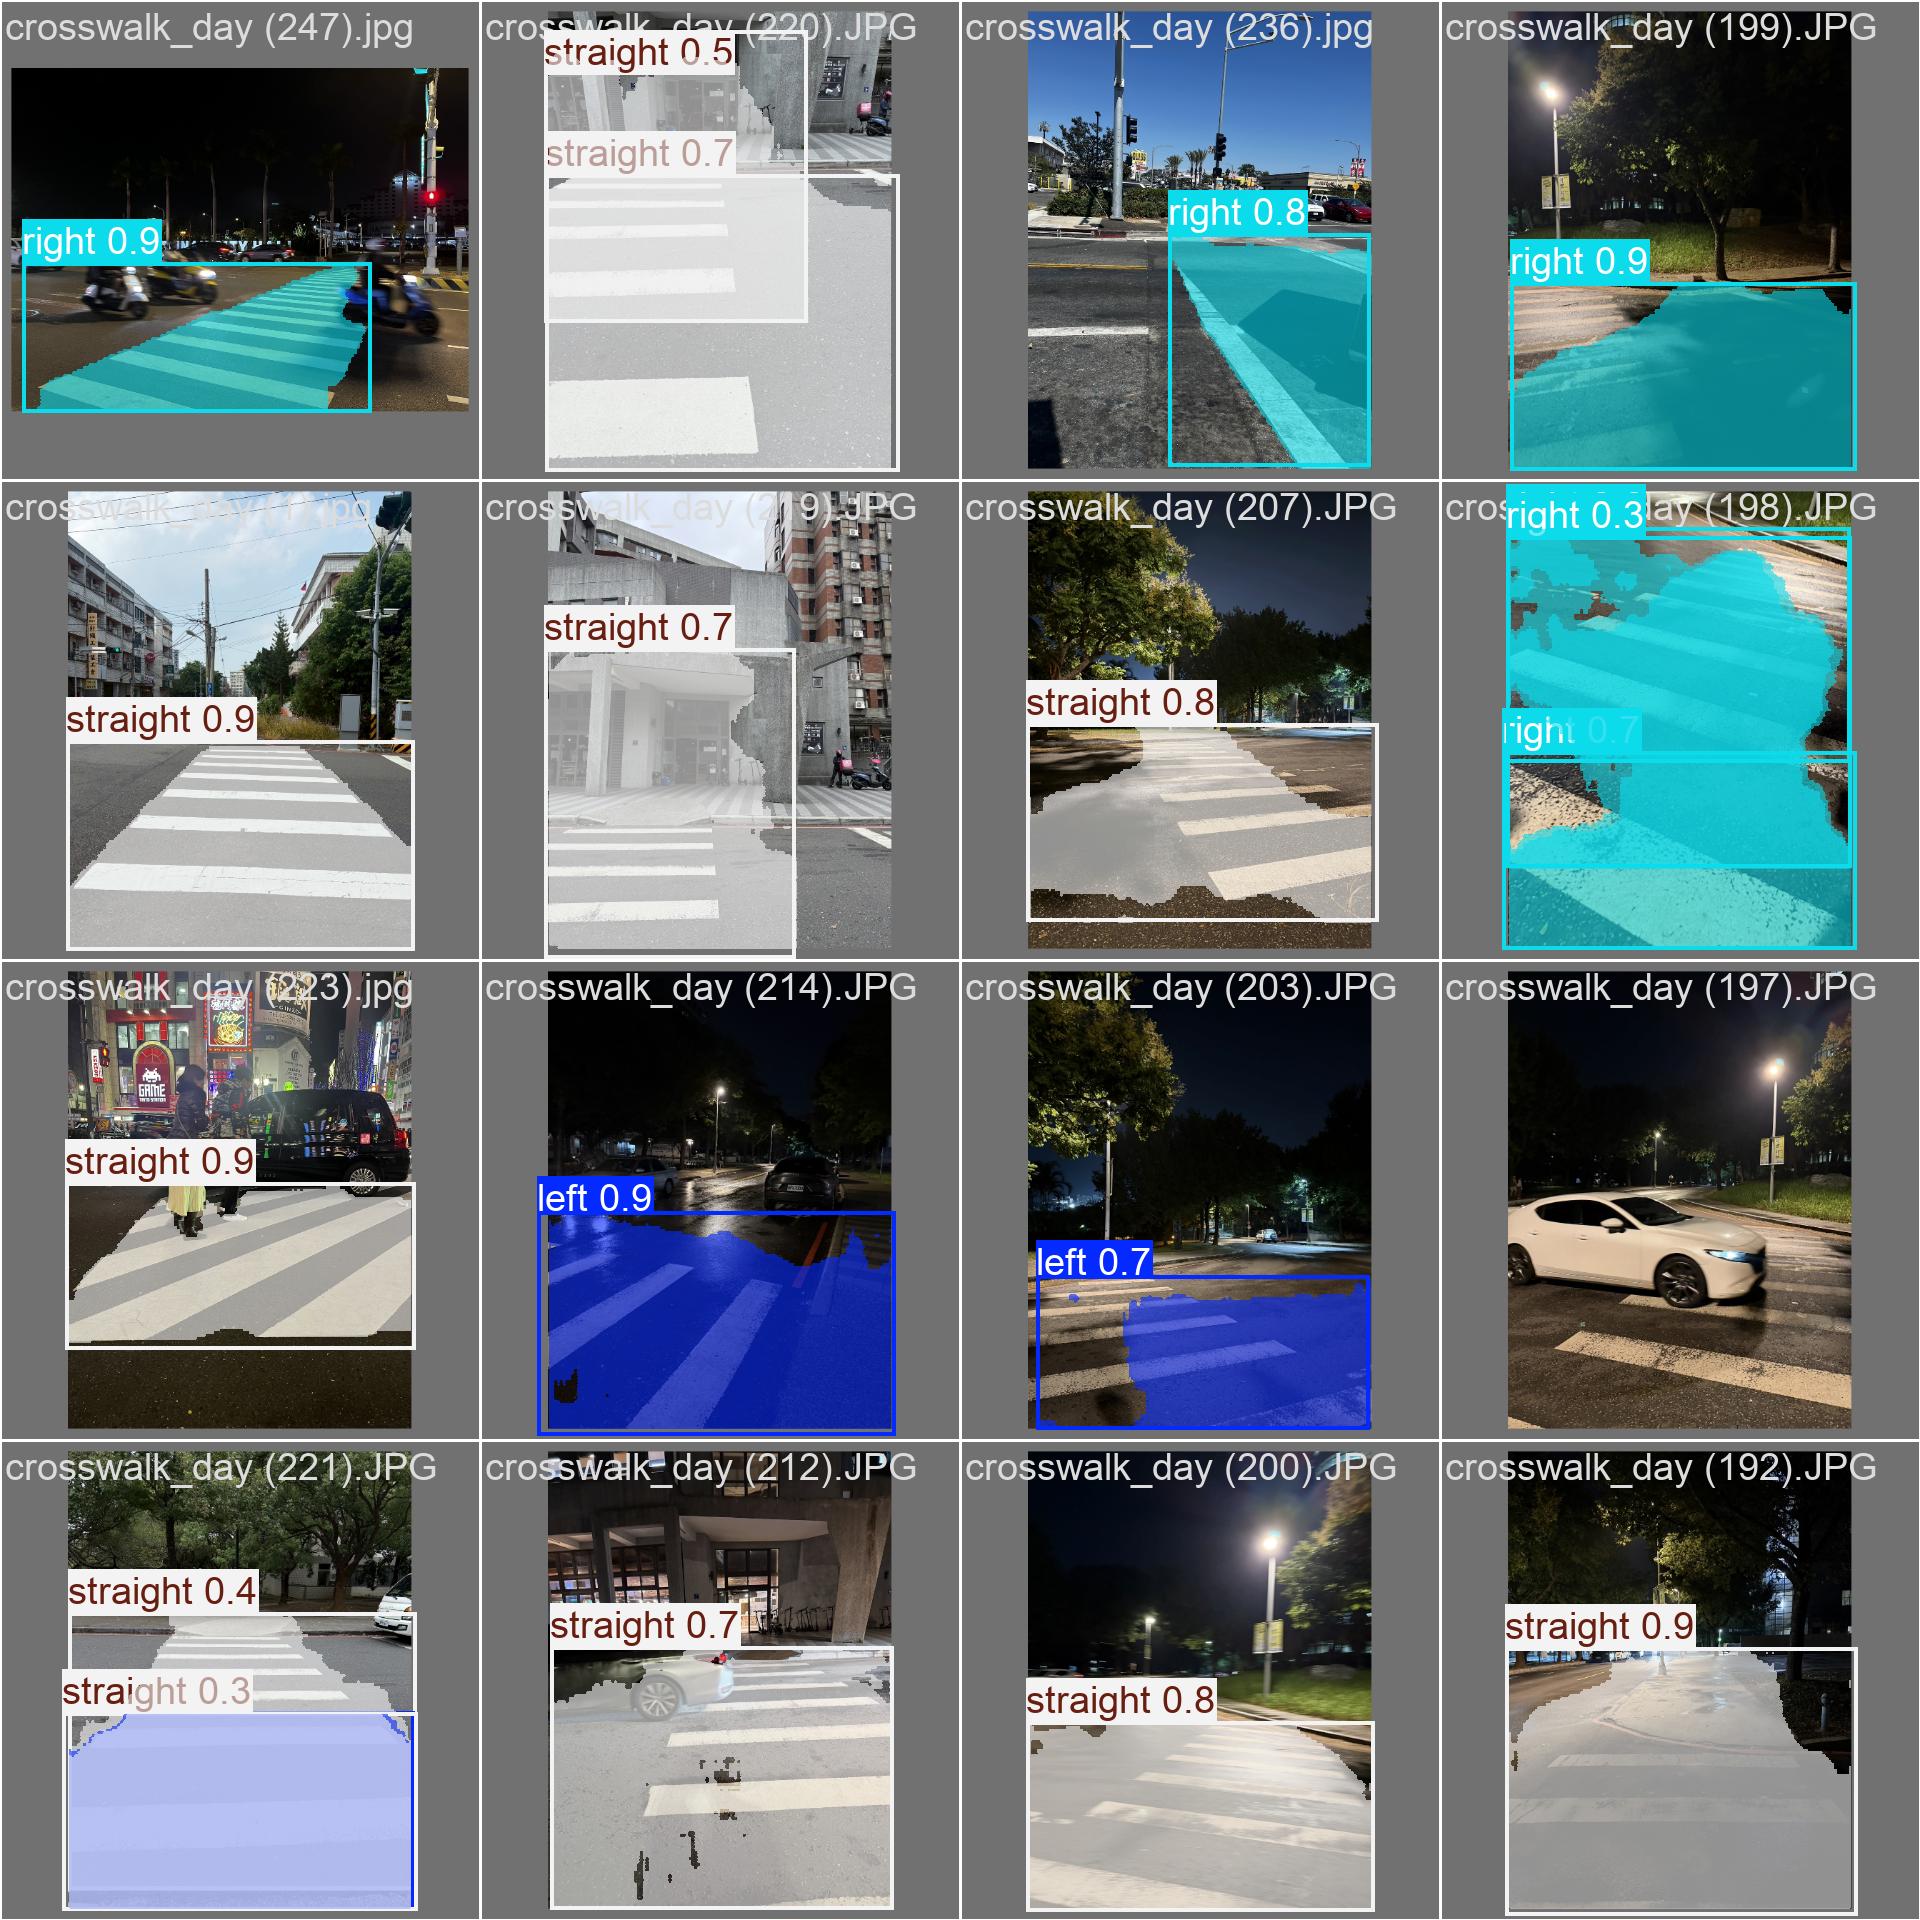 crosswalk_day (247).jpg
right 0.9
crosswalk_day (220).JPG
straight 0.5
straight 0.7
crosswalk_day (236).jpg
right 0.8
crosswalk_day (199).JPG
right 0.9
crosswalk_day (1).jpg
straight 0.9
crosswalk_day (219).JPG
straight 0.7
crosswalk_day (207).JPG
straight 0.8
right 0.3
day (198).JPG
right 0.7
crosswalk_day (223).jpg
GAME
straight 0.9
crosswalk_day (214).JPG
left 0.9
crosswalk_day (203).JPG
left 0.7
crosswalk_day (197).JPG
crosswalk_day (221).JPG
straight 0.4
straight 0.3
crosswalk_day (212).JPG
straight 0.7
crosswalk_day (200).JPG
straight 0.8
crosswalk_day (192).JPG
straight 0.9